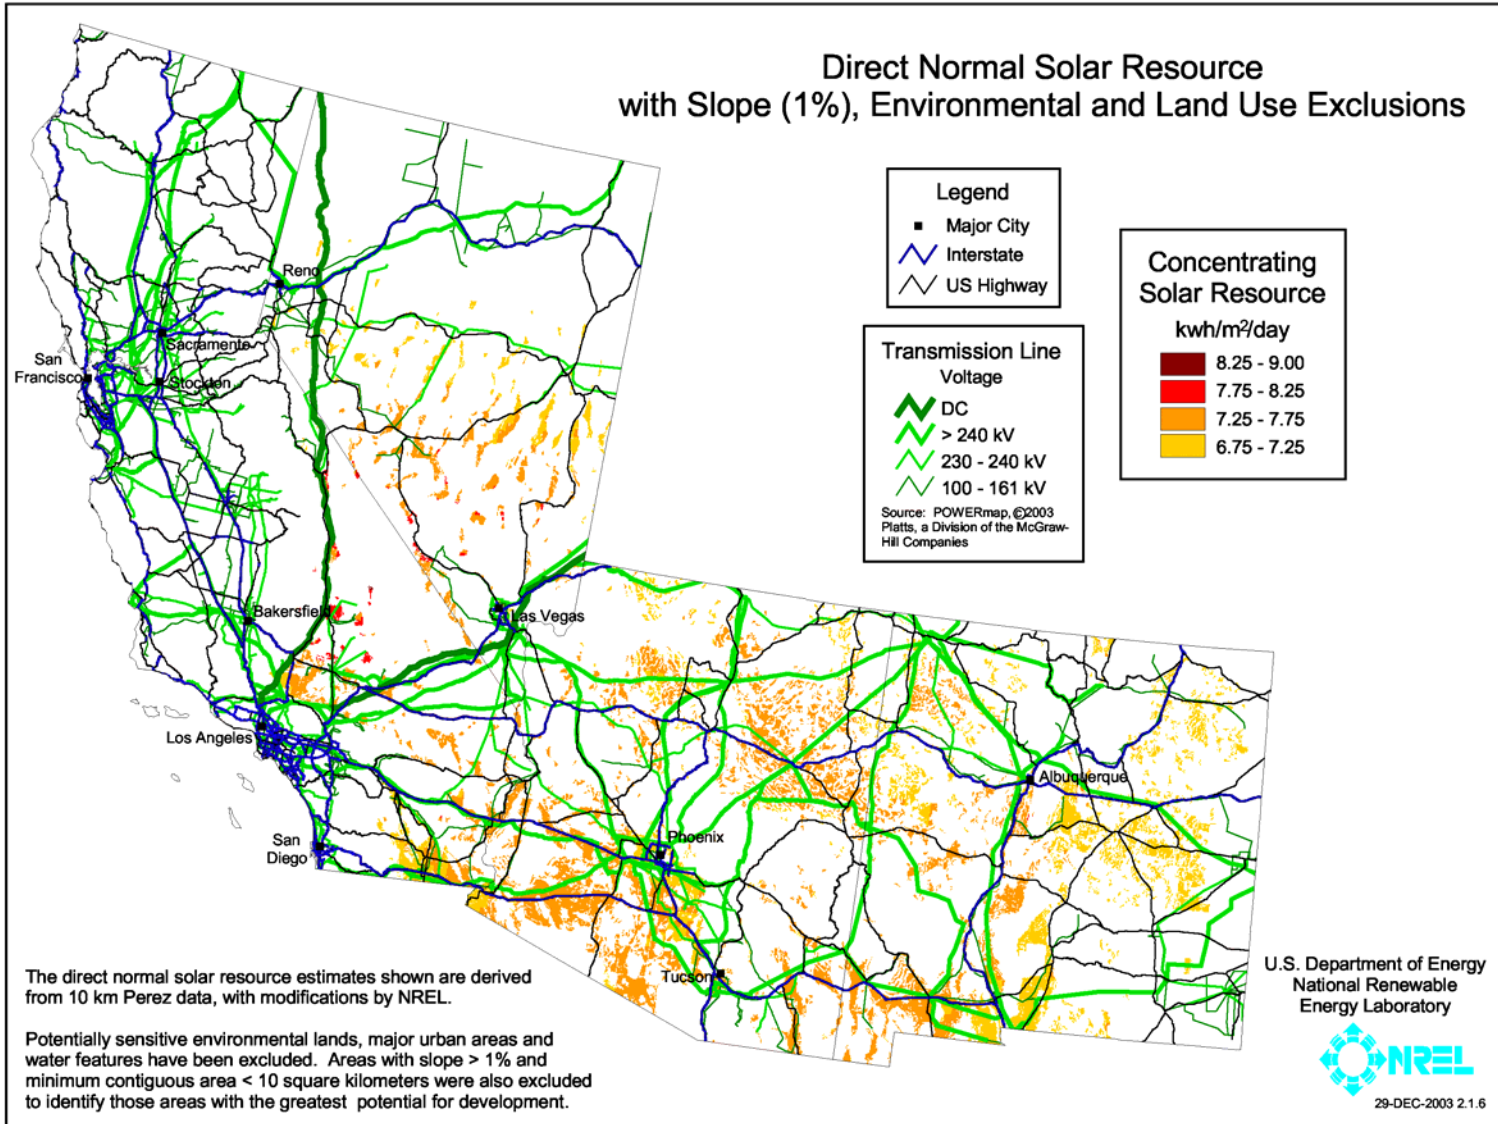 Direct Normal Solar Resource
with Slope (1%), Environmental and Land Use Exclusions
Legend
Major City
Interstate
US Highway
Concentrating
Solar Resource
kwh/m²/day
8.25 - 9.00
7.75 - 8.25
7.25 - 7.75
6.75 - 7.25
Transmission Line
Voltage
DC
> 240 kV
230 - 240 kV
100 - 161 kV
Source: POWERmap, ©2003
Platts, a Division of the McGraw-
Hill Companies
Reno
Sacramento
San
Francisco
Stockton
Bakersfield
Las Vegas
Los Angeles
Albuquerque
San
Diego
Phoenix
Tucson
The direct normal solar resource estimates shown are derived
from 10 km Perez data, with modifications by NREL.
Potentially sensitive environmental lands, major urban areas and
water features have been excluded. Areas with slope > 1% and
minimum contiguous area < 10 square kilometers were also excluded
to identify those areas with the greatest potential for development.
U.S. Department of Energy
National Renewable
Energy Laboratory
NREL
29-DEC-2003 2.1.6